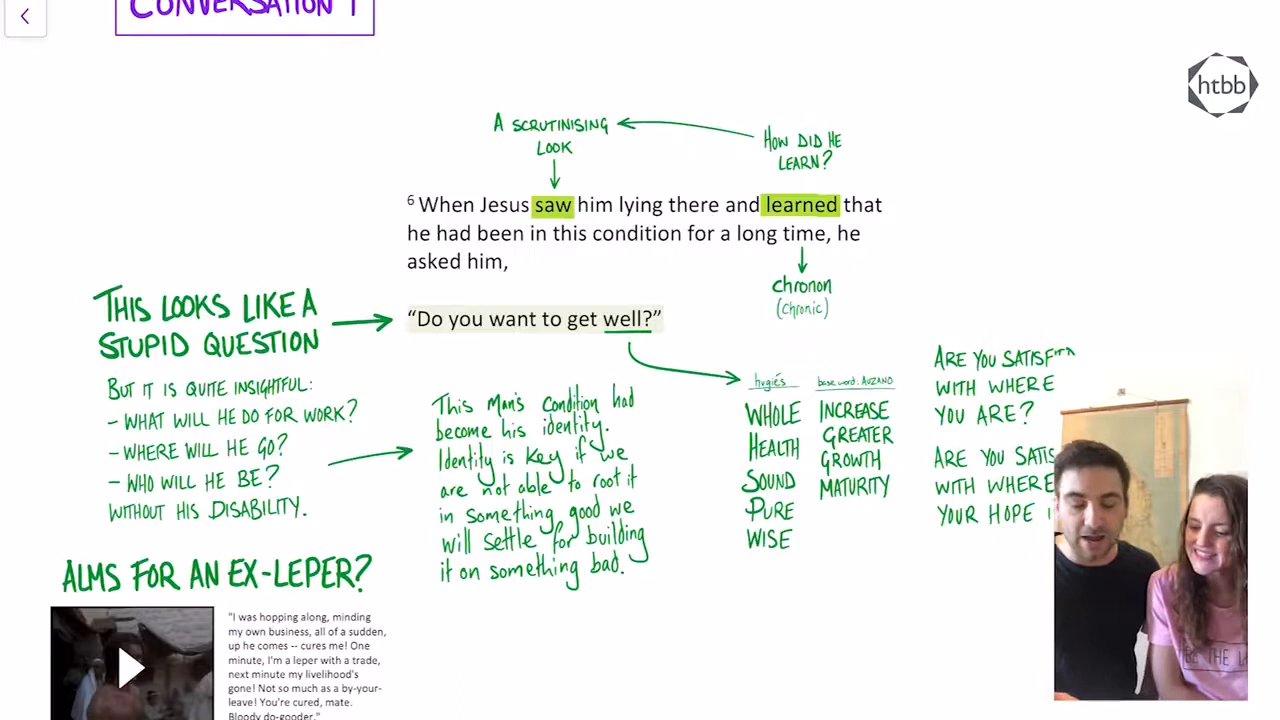 CONVERSATION 1
htbb
A SCRUTINISING
LOOK
HOW DID HE
LEARN?
6 When Jesus saw him lying there and learned that
he had been in this condition for a long time, he
asked him,
chronon
(chronic)
THIS LOOKS LIKE A
STUPID QUESTION
"Do you want to get well?"
BUT IT IS QUITE INSIGHTFUL:
- WHAT WILL HE DO FOR WORK?
- WHERE WILL HE GO?
- WHO WILL HE BE?
WITHOUT HIS DISABILITY.
This Man's Condition had
become his identity.
Identity is key if we
are not able to root it
in something good we
will settle for building
it on something bad.
hygiés
WHOLE
HEALTH
SOUND
PURE
WISE
base word: AUZANO
INCREASE
GREATER
GROWTH
MATURITY
ARE YOU
WITH WHERE
YOU ARE?
ARE YOU SATIS
WITH WHERE
YOUR HOPE
ALMS FOR AN EX-LEPER?
"I was hopping along, minding
my own business, all of a sudden,
up he comes -- cures me! One
minute, I'm a leper with a trade,
next minute my livelihood's
gone! Not so much as a by-your-
leave! You're cured, mate.
Bloody do-gooder."
BE THE